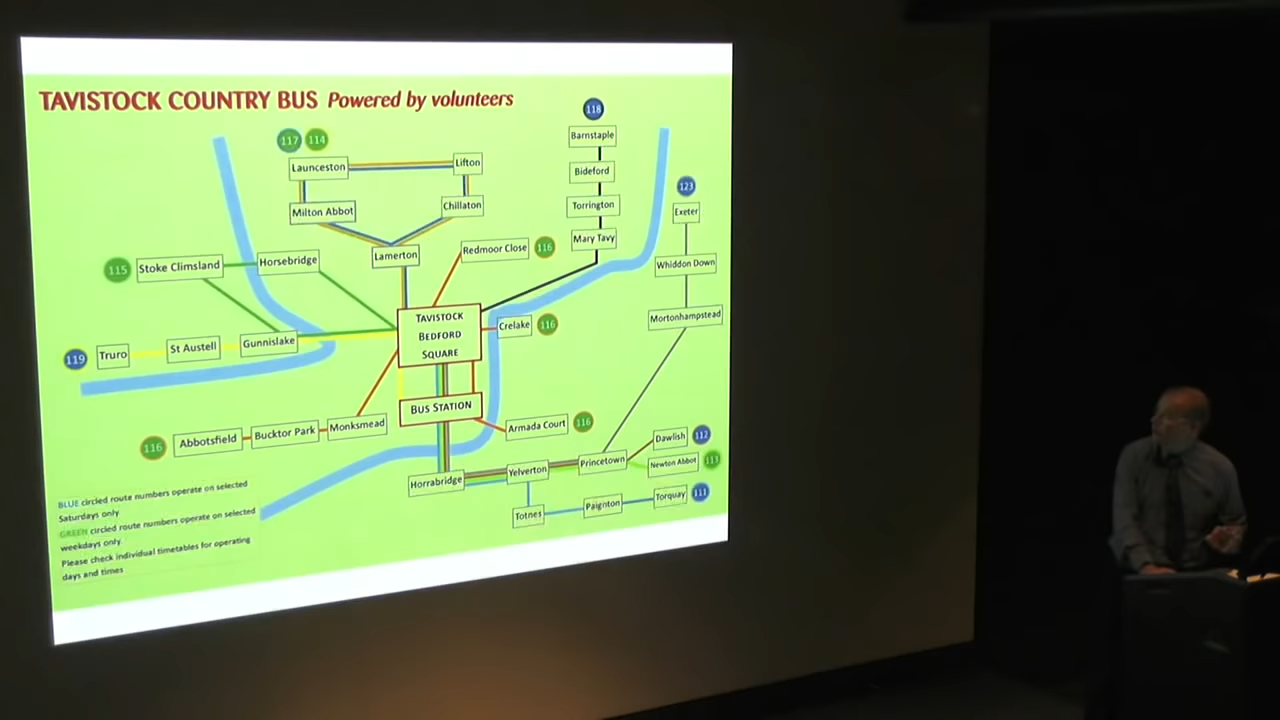 TAVISTOCK COUNTRY BUS Powered by volunteers
118
117 114
Barnstaple
Launceston
Lifton
Bideford
123
Milton Abbot
Chillaton
Torrington
Exeter
Mary Tavy
Lamerton
Redmoor Close 116
115 Stoke Climsland
Horsebridge
Whiddon Down
TAVISTOCK
BEDFORD
SQUARE
Crelake 116
Mortonhampstead
119 Truro
St Austell
Gunnislake
BUS STATION
116 Abbotsfield
Bucktor Park
Monksmead
Armada Court 116
Dawlish 112
Horrabridge
Yelverton
Princetown
Newton Abbot 113
Totnes
Paignton
Torquay 111
BLUE circled route numbers operate on selected
Saturdays only
GREEN circled route numbers operate on selected
weekdays only.
Please check individual timetables for operating
days and times